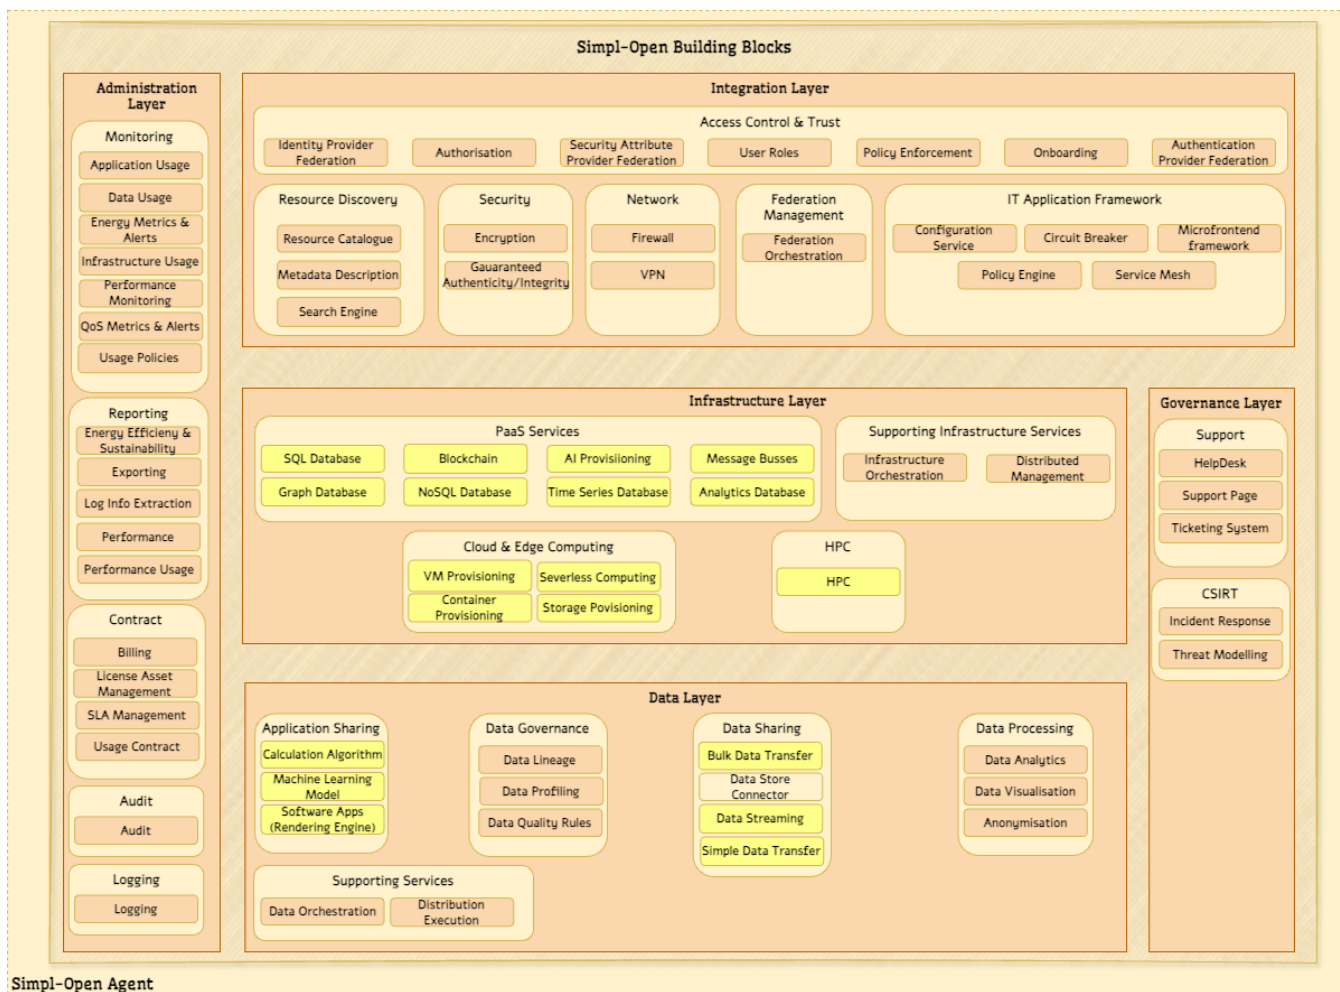 Simpl-Open Building Blocks
Administration
Layer
Monitoring
Application Usage
Data Usage
Energy Metrics &
Alerts
Infrastructure Usage
Performance
Monitoring
QoS Metrics & Alerts
Usage Policies
Reporting
Energy Efficieny &
Sustainability
Exporting
Log Info Extraction
Performance
Performance Usage
Contract
Billing
License Asset
Management
SLA Management
Usage Contract
Audit
Audit
Logging
Logging
Integration Layer
Access Control & Trust
Identity Provider
Federation
Authorisation
Security Attribute
Provider Federation
User Roles
Policy Enforcement
Onboarding
Authentication
Provider Federation
Resource Discovery
Resource Catalogue
Metadata Description
Search Engine
Security
Encryption
Gauaranteed
Authenticity/Integrity
Network
Firewall
VPN
Federation
Management
Federation
Orchestration
IT Application Framework
Configuration
Service
Circuit Breaker
Microfrontend
framework
Policy Engine
Service Mesh
Infrastructure Layer
PaaS Services
SQL Database
Blockchain
AI Provisiioning
Message Busses
Graph Database
NoSQL Database
Time Series Database
Analytics Database
Supporting Infrastructure Services
Infrastructure
Orchestration
Distributed
Management
Cloud & Edge Computing
VM Provisioning
Severless Computing
Container
Provisioning
Storage Povisioning
HPC
HPC
Governance Layer
Support
HelpDesk
Support Page
Ticketing System
CSIRT
Incident Response
Threat Modelling
Data Layer
Application Sharing
Calculation Algorithm
Machine Learning
Model
Software Apps
(Rendering Engine)
Data Governance
Data Lineage
Data Profiling
Data Quality Rules
Data Sharing
Bulk Data Transfer
Data Store
Connector
Data Streaming
Simple Data Transfer
Data Processing
Data Analytics
Data Visualisation
Anonymisation
Supporting Services
Data Orchestration
Distribution
Execution
Simpl-Open Agent